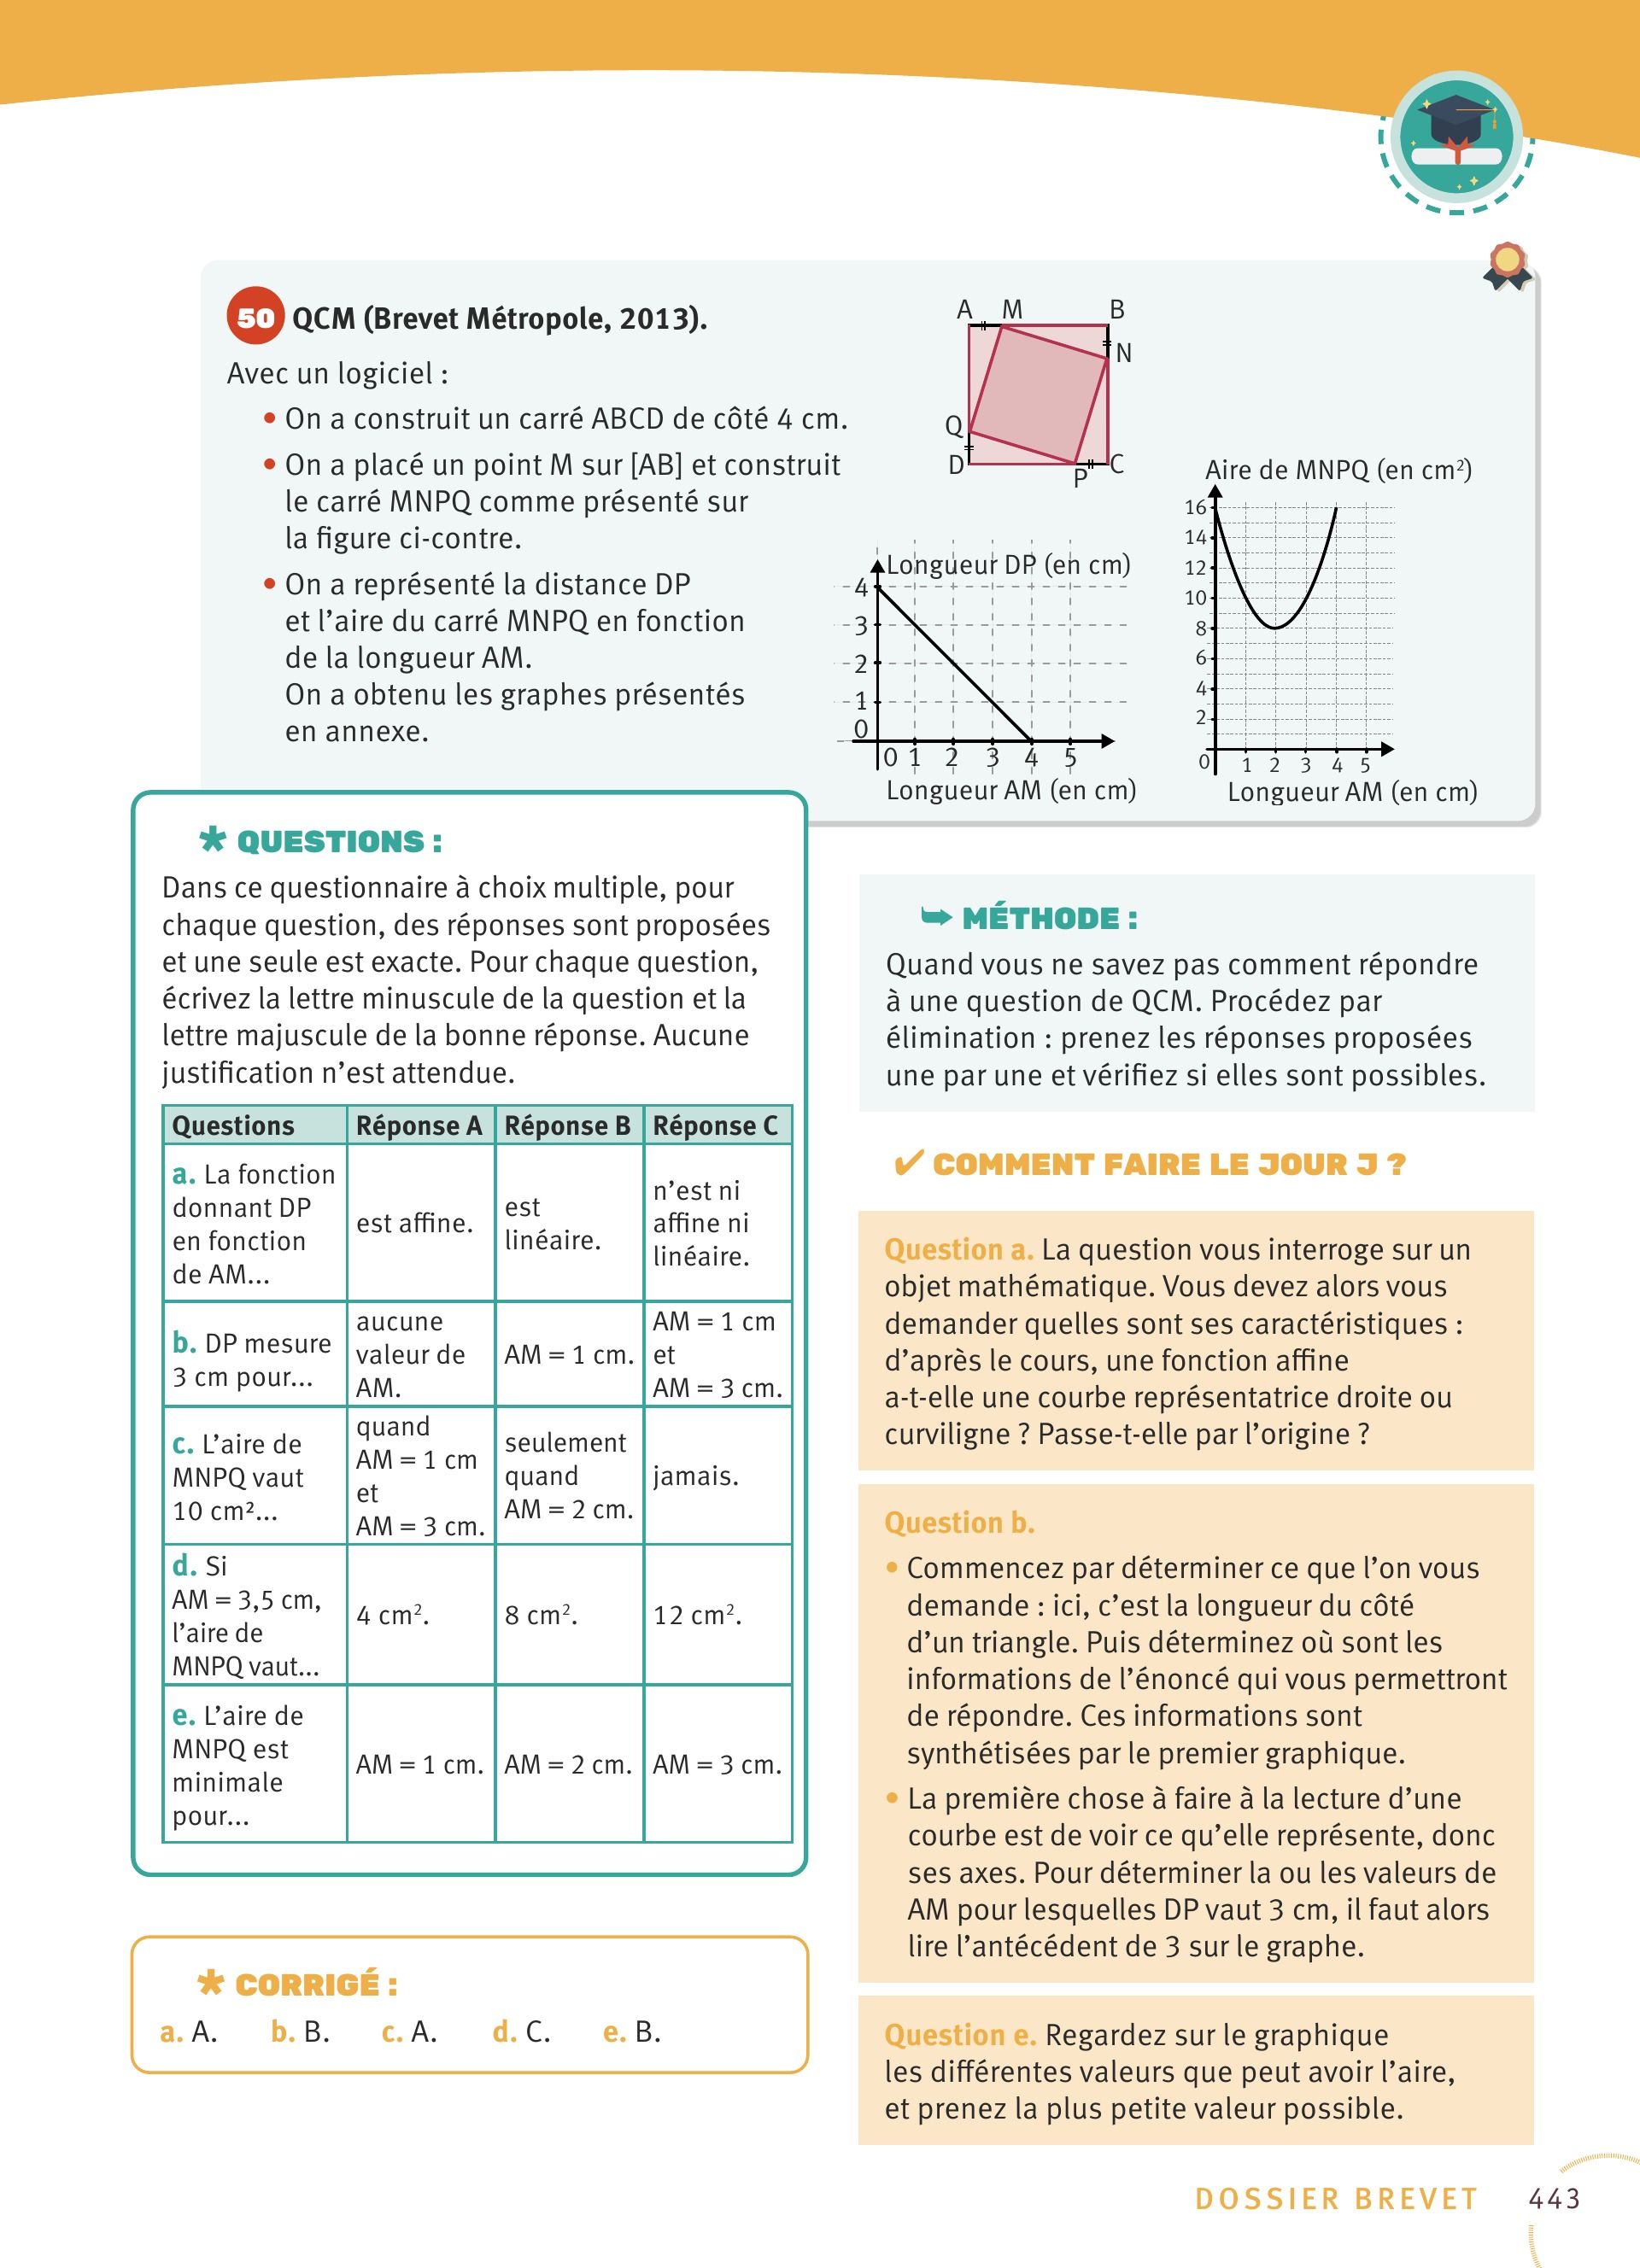 50 QCM (Brevet Métropole, 2013).
Avec un logiciel :
• On a construit un carré ABCD de côté 4 cm.
• On a placé un point M sur [AB] et construit
le carré MNPQ comme présenté sur
la figure ci-contre.
• On a représenté la distance DP
et l'aire du carré MNPQ en fonction
de la longueur AM.
On a obtenu les graphes présentés
en annexe.
A M B
N
Q
D P C
Longueur DP (en cm)
4
3
2
1
0
0 1 2 3 4 5
Longueur AM (en cm)
Aire de MNPQ (en cm²)
16
14
12
10
8
6
4
2
0 1 2 3 4 5
Longueur AM (en cm)
* QUESTIONS :
Dans ce questionnaire à choix multiple, pour
chaque question, des réponses sont proposées
et une seule est exacte. Pour chaque question,
écrivez la lettre minuscule de la question et la
lettre majuscule de la bonne réponse. Aucune
justification n'est attendue.
Questions Réponse A Réponse B Réponse C
a. La fonction
donnant DP
en fonction
de AM...
est affine.
est
linéaire.
n'est ni
affine ni
linéaire.
b. DP mesure
3 cm pour...
aucune
valeur de
AM.
AM = 1 cm.
AM = 1 cm
et
AM = 3 cm.
c. L'aire de
MNPQ vaut
10 cm²...
quand
AM = 1 cm
et
AM = 3 cm.
seulement
quand
AM = 2 cm.
jamais.
d. Si
AM = 3,5 cm,
l'aire de
MNPQ vaut...
4 cm².
8 cm².
12 cm².
e. L'aire de
MNPQ est
minimale
pour...
AM = 1 cm.
AM = 2 cm.
AM = 3 cm.
* CORRIGÉ :
a. A. b. B. c. A. d. C. e. B.
➥ MÉTHODE :
Quand vous ne savez pas comment répondre
à une question de QCM. Procédez par
élimination : prenez les réponses proposées
une par une et vérifiez si elles sont possibles.
✔ COMMENT FAIRE LE JOUR J ?
Question a. La question vous interroge sur un
objet mathématique. Vous devez alors vous
demander quelles sont ses caractéristiques :
d'après le cours, une fonction affine
a-t-elle une courbe représentatrice droite ou
curviligne ? Passe-t-elle par l'origine ?
Question b.
• Commencez par déterminer ce que l'on vous
demande : ici, c'est la longueur du côté
d'un triangle. Puis déterminez où sont les
informations de l'énoncé qui vous permettront
de répondre. Ces informations sont
synthétisées par le premier graphique.
• La première chose à faire à la lecture d'une
courbe est de voir ce qu'elle représente, donc
ses axes. Pour déterminer la ou les valeurs de
AM pour lesquelles DP vaut 3 cm, il faut alors
lire l'antécédent de 3 sur le graphe.
Question e. Regardez sur le graphique
les différentes valeurs que peut avoir l'aire,
et prenez la plus petite valeur possible.
DOSSIER BREVET 443